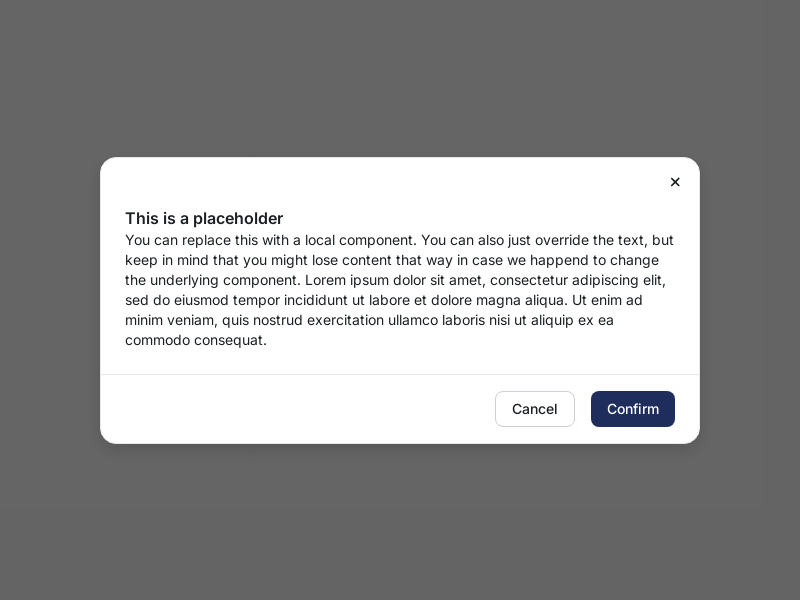 This is a placeholder
You can replace this with a local component. You can also just override the text, but
keep in mind that you might lose content that way in case we happend to change
the underlying component. Lorem ipsum dolor sit amet, consectetur adipiscing elit,
sed do eiusmod tempor incididunt ut labore et dolore magna aliqua. Ut enim ad
minim veniam, quis nostrud exercitation ullamco laboris nisi ut aliquip ex ea
commodo consequat.
Cancel
Confirm